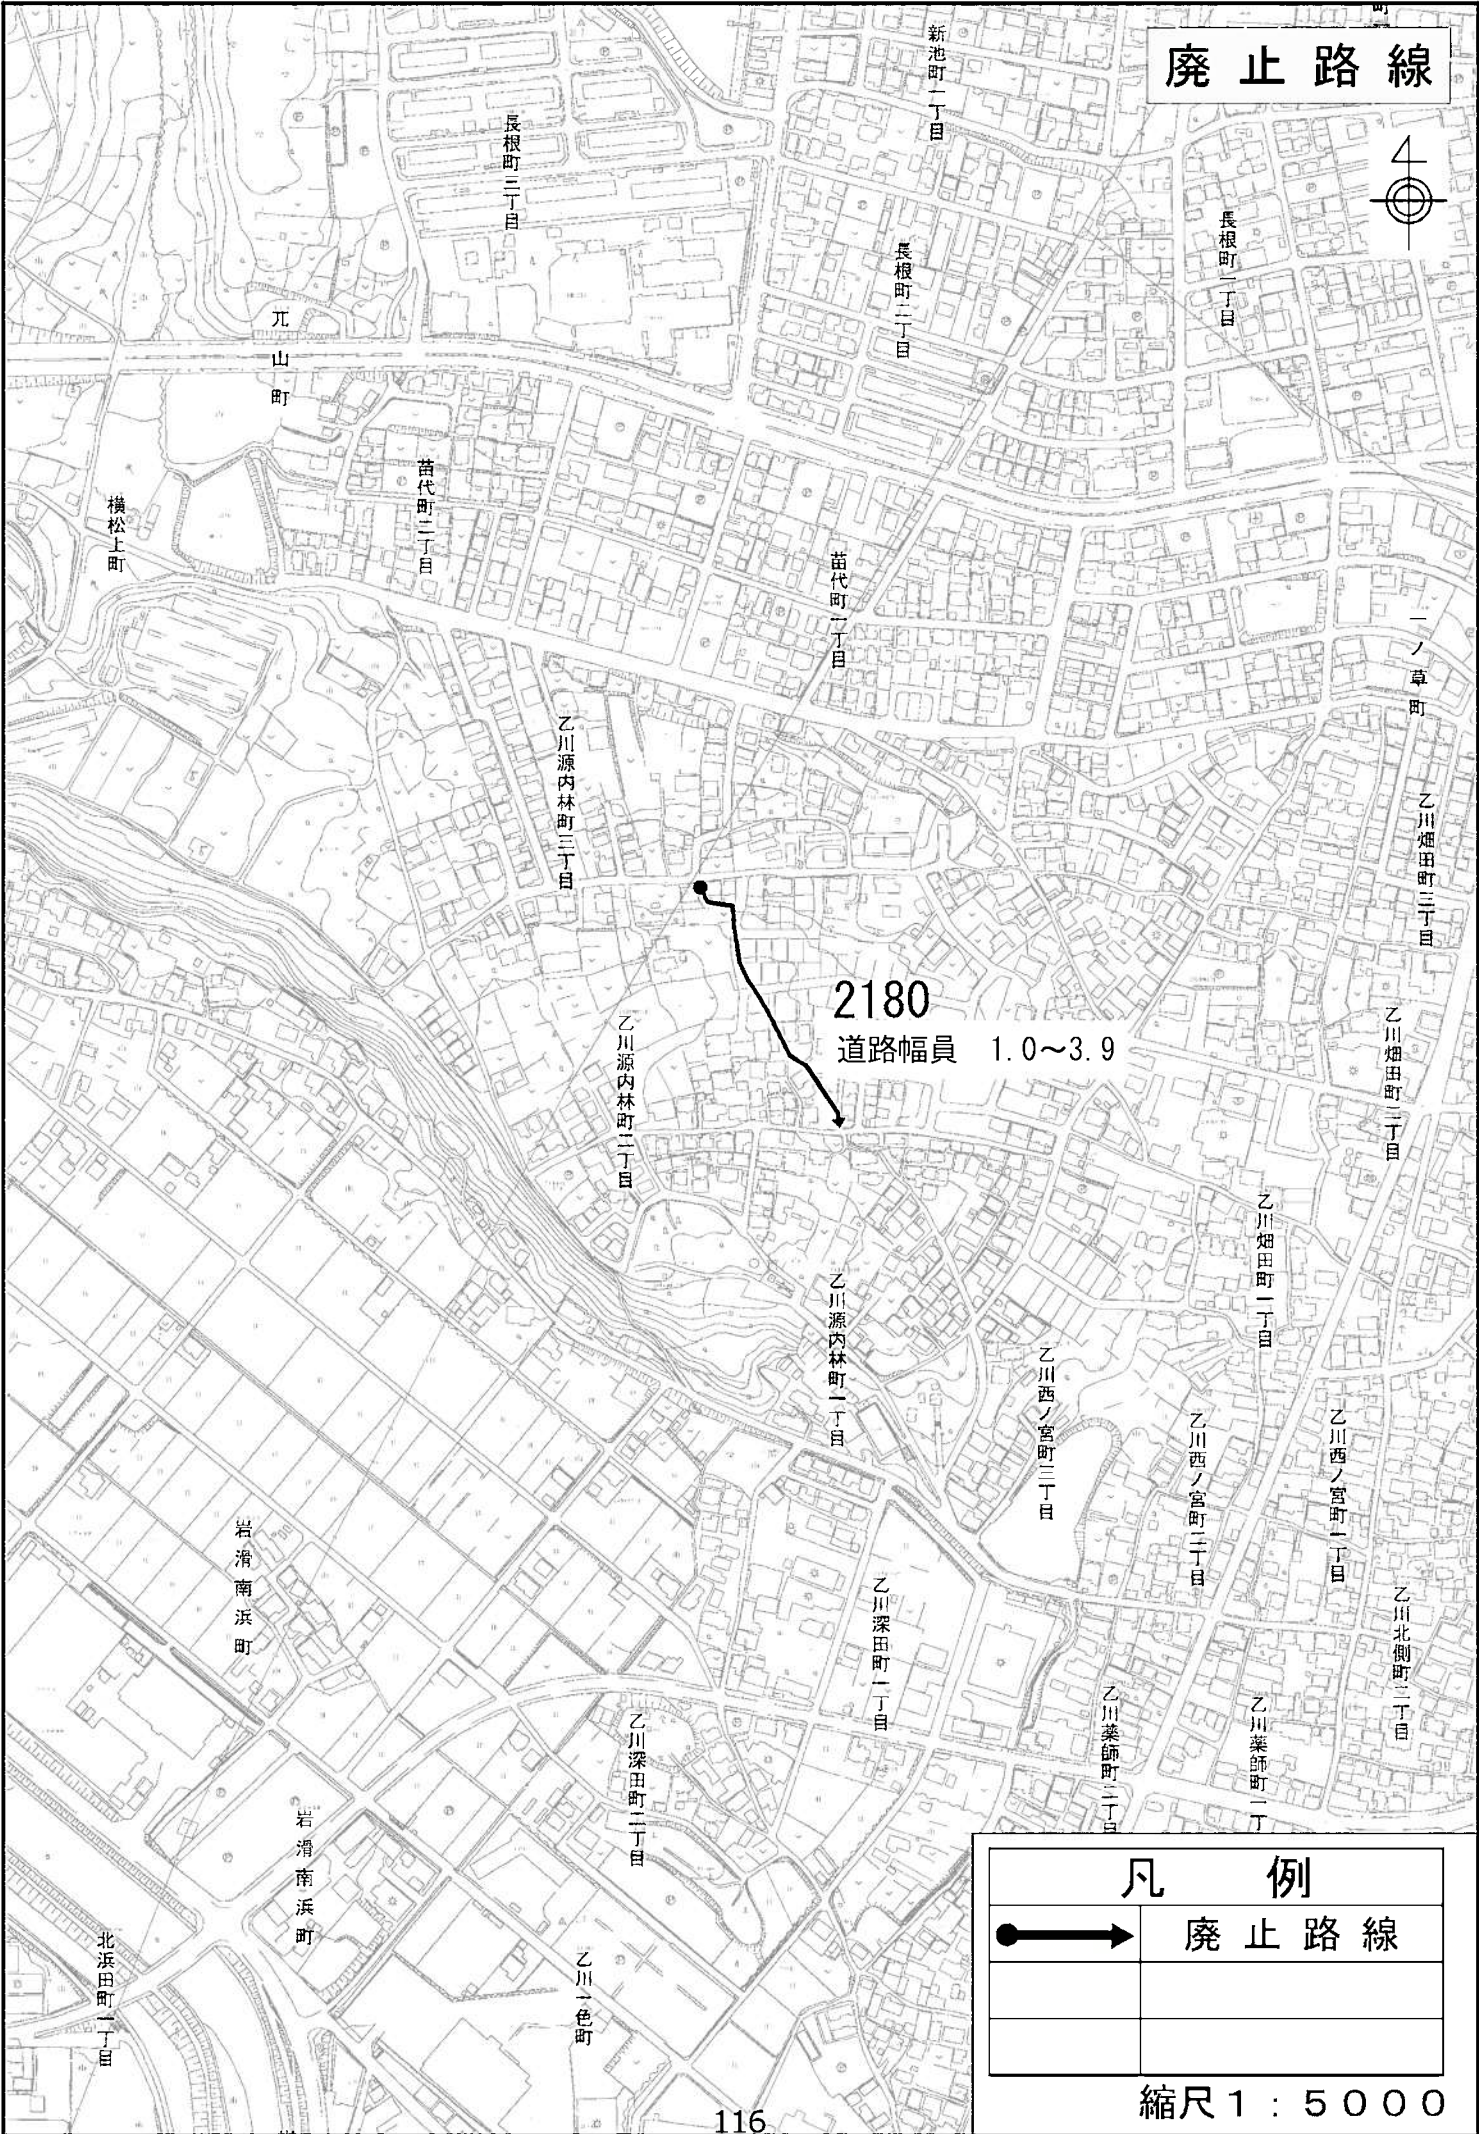 廃止路線
新池町一丁目
長根町三丁目
長根町二丁目
長根町一丁目
兀山町
苗代町二丁目
横松上町
苗代町一丁目
一ノ草町
乙川源内林町三丁目
乙川畑田町三丁目
2180
道路幅員 1.0～3.9
乙川源内林町二丁目
乙川畑田町二丁目
乙川畑田町一丁目
乙川源内林町一丁目
乙川西ノ宮町三丁目
乙川西ノ宮町二丁目
乙川西ノ宮町一丁目
岩滑南浜町
乙川深田町一丁目
乙川北側町二丁目
乙川薬師町二丁目
乙川薬師町一丁
乙川深田町二丁目
岩滑南浜町
北浜田町一丁目
乙川一色町
凡例
廃止路線
縮尺1：5000
116